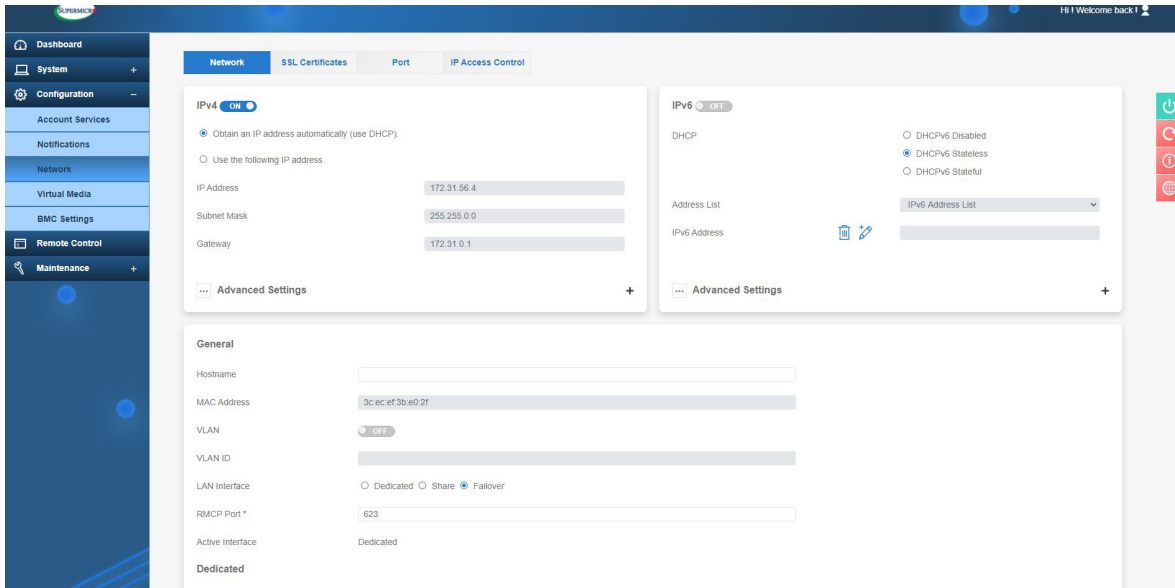 SUPERMICR
Hi ! Welcome back !
Dashboard
System +
Configuration −
Account Services
Notifications
Network
Virtual Media
BMC Settings
Remote Control
Maintenance +
Network SSL Certificates Port IP Access Control
IPv4 ON
Obtain an IP address automatically (use DHCP).
Use the following IP address
IP Address 172.31.56.4
Subnet Mask 255.255.0.0
Gateway 172.31.0.1
... Advanced Settings +
IPv6 OFF
DHCP
DHCPv6 Disabled
DHCPv6 Stateless
DHCPv6 Stateful
Address List IPv6 Address List
IPv6 Address
... Advanced Settings +
General
Hostname
MAC Address 3c:ec:ef:3b:e0:2f
VLAN OFF
VLAN ID
LAN Interface Dedicated Share Failover
RMCP Port * 623
Active Interface Dedicated
Dedicated